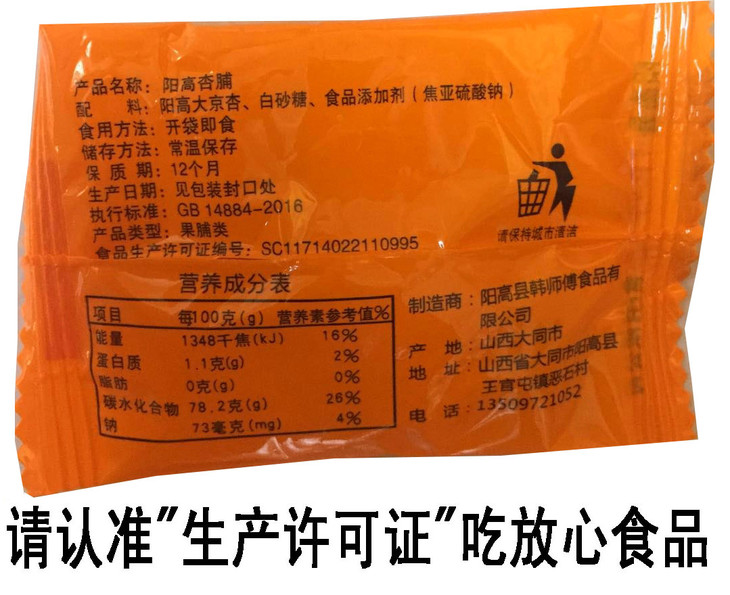 产品名称：阳高杏脯
配 料：阳高大京杏、白砂糖、食品添加剂（焦亚硫酸钠）
食用方法：开袋即食
储存方法：常温保存
保 质 期：12个月
生产日期：见包装封口处
执行标准：GB 14884-2016
产品类型：果脯类
食品生产许可证编号：SC11714022110995
请保持城市清洁
营养成分表
项目 每100克(g) 营养素参考值%
能量 1348千焦(kJ) 16%
蛋白质 1.1克(g) 2%
脂肪 0克(g) 0%
碳水化合物 78.2克(g) 26%
钠 73毫克(mg) 4%
制造商：阳高县韩师傅食品有
限公司
产 地：山西大同市
地 址：山西省大同市阳高县
王官屯镇恶石村
电 话：13509721052
请认准"生产许可证"吃放心食品